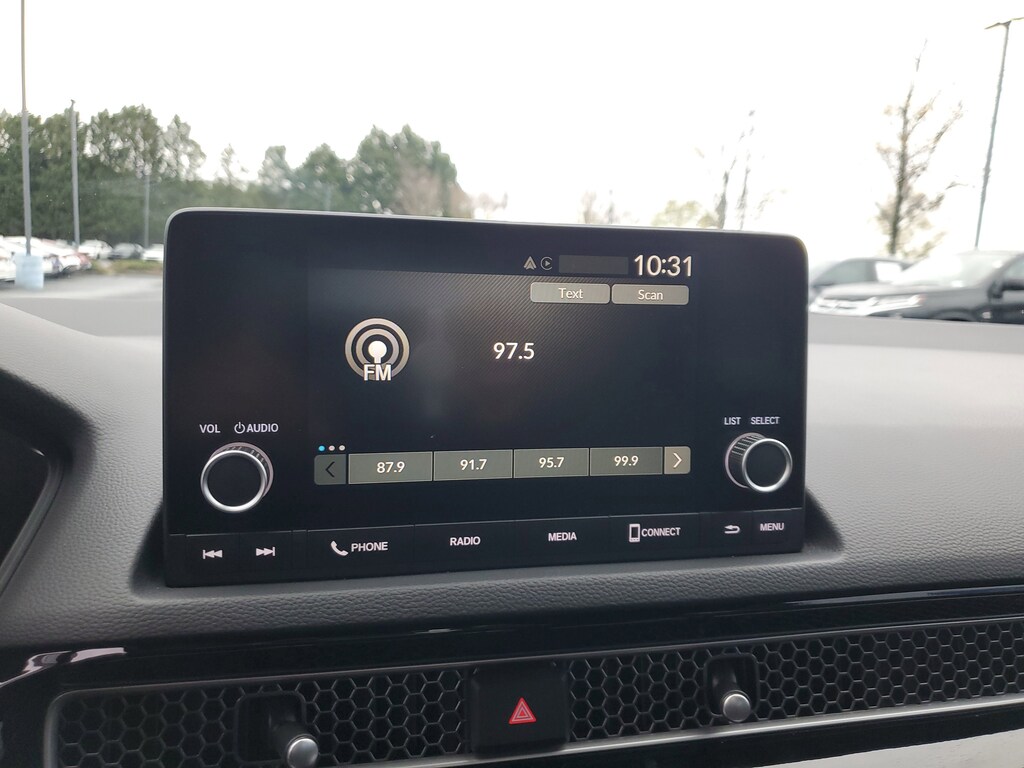 10:31
Text Scan
FM 97.5
VOL AUDIO
LIST SELECT
87.9 91.7 95.7 99.9
PHONE RADIO MEDIA CONNECT MENU